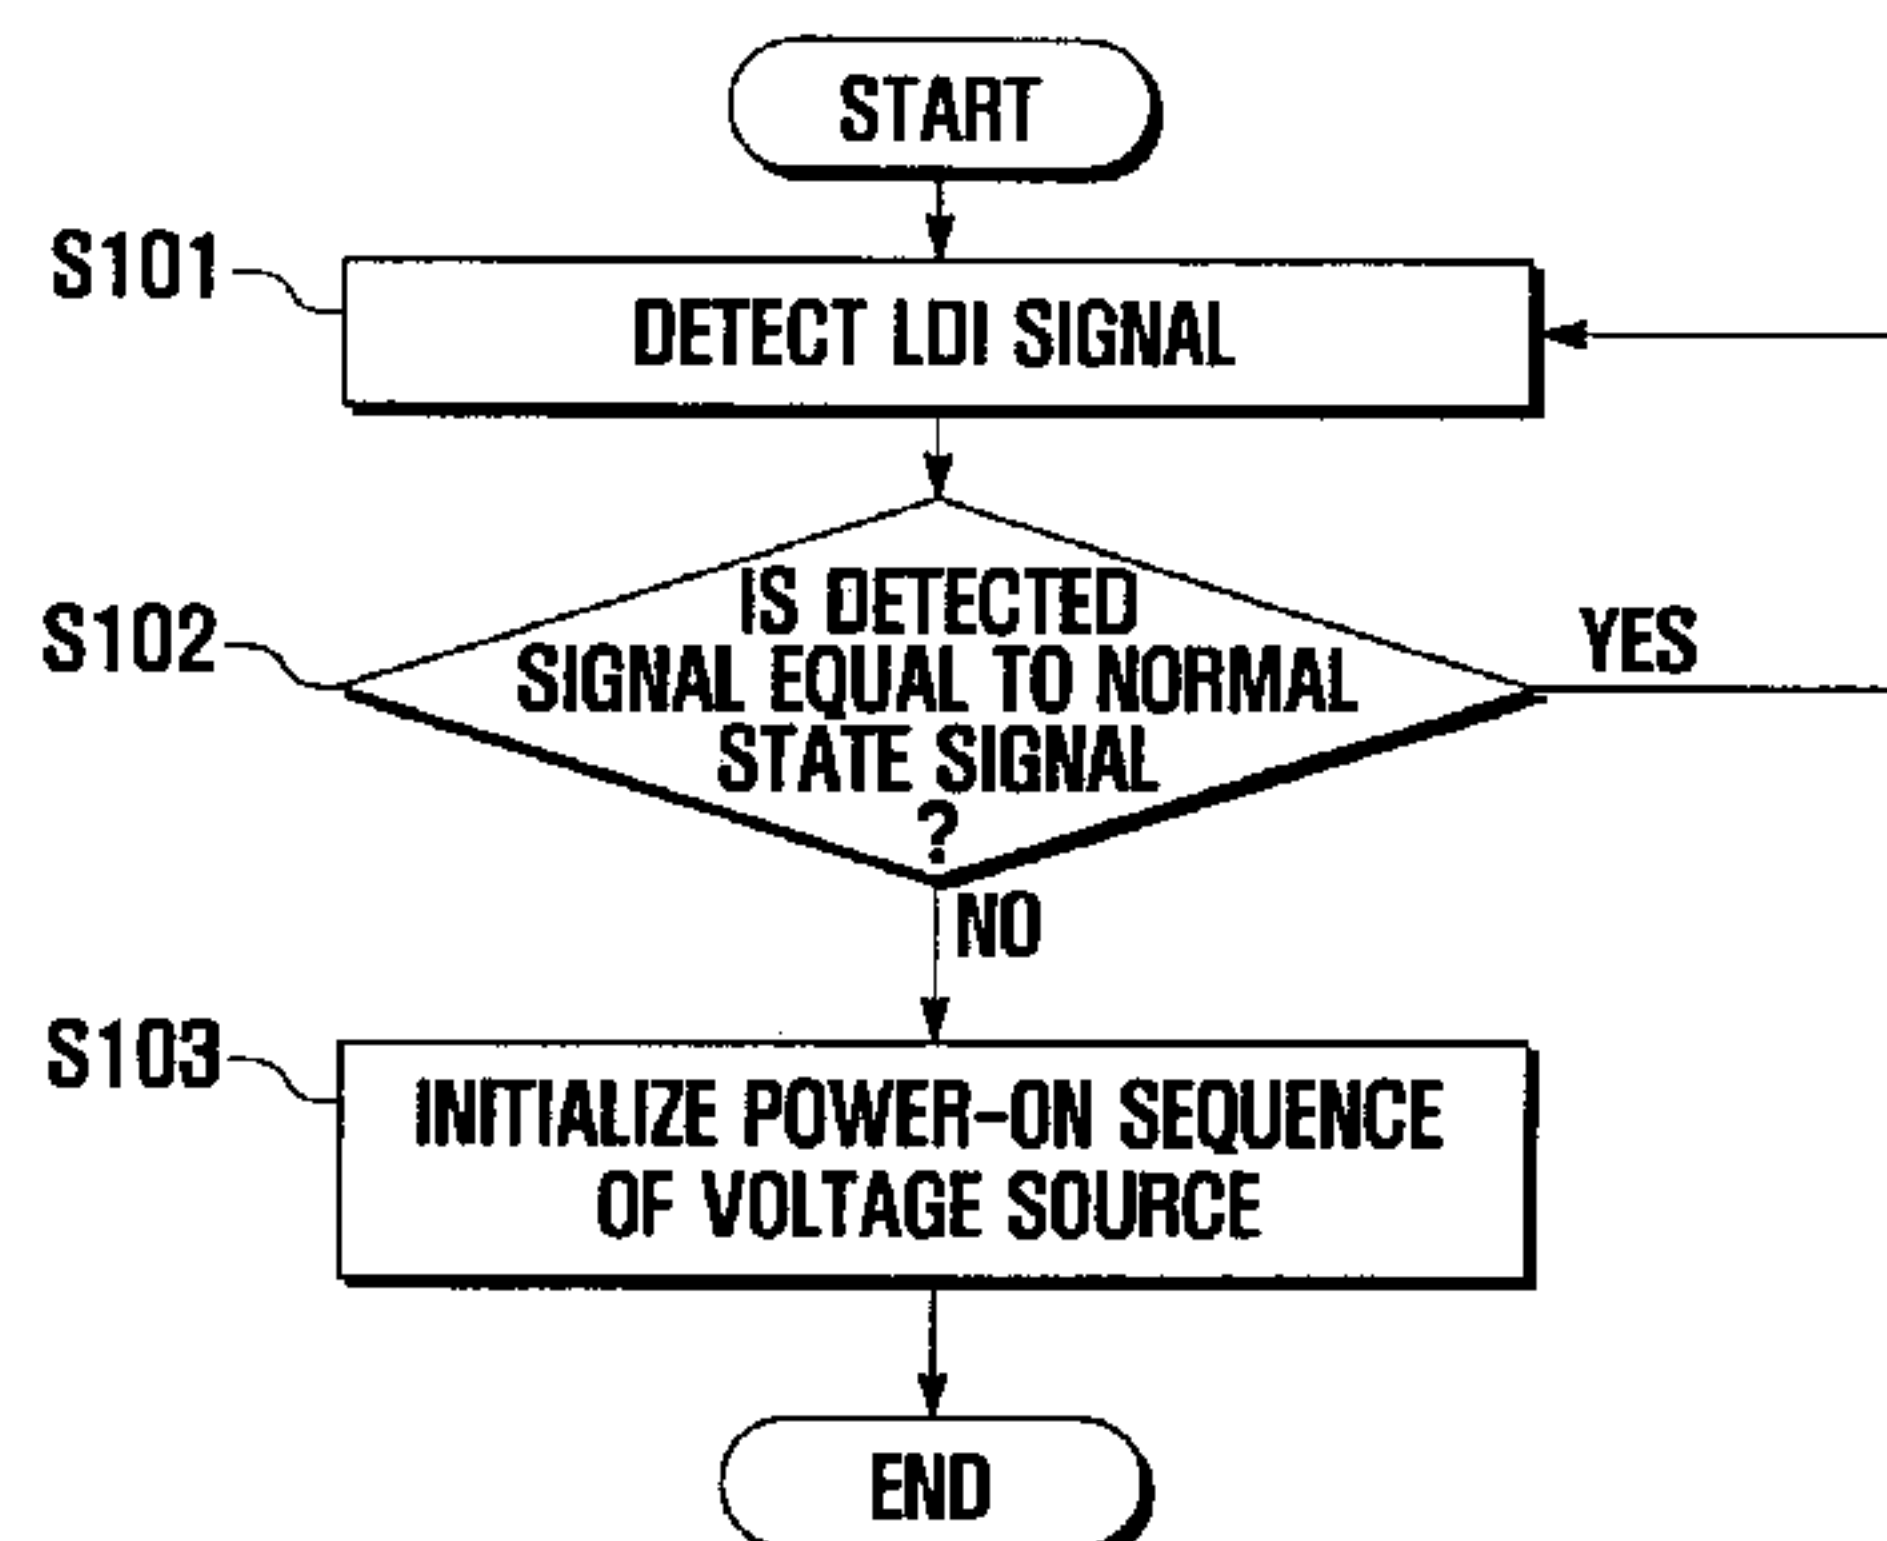 START
S101
DETECT LDI SIGNAL
S102
IS DETECTED
SIGNAL EQUAL TO NORMAL
STATE SIGNAL
?
YES
NO
S103
INITIALIZE POWER-ON SEQUENCE
OF VOLTAGE SOURCE
END